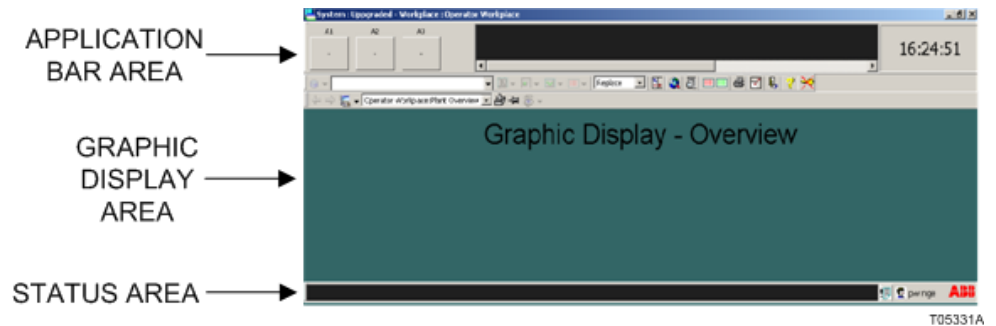 System : Upgraded - Workplace : Operator Workplace
A1 A2 A3
APPLICATION
BAR AREA
16:24:51
Replace
Operator Workplace:Plant Overview
Graphic Display - Overview
GRAPHIC
DISPLAY
AREA
STATUS AREA
ABB
T05331A